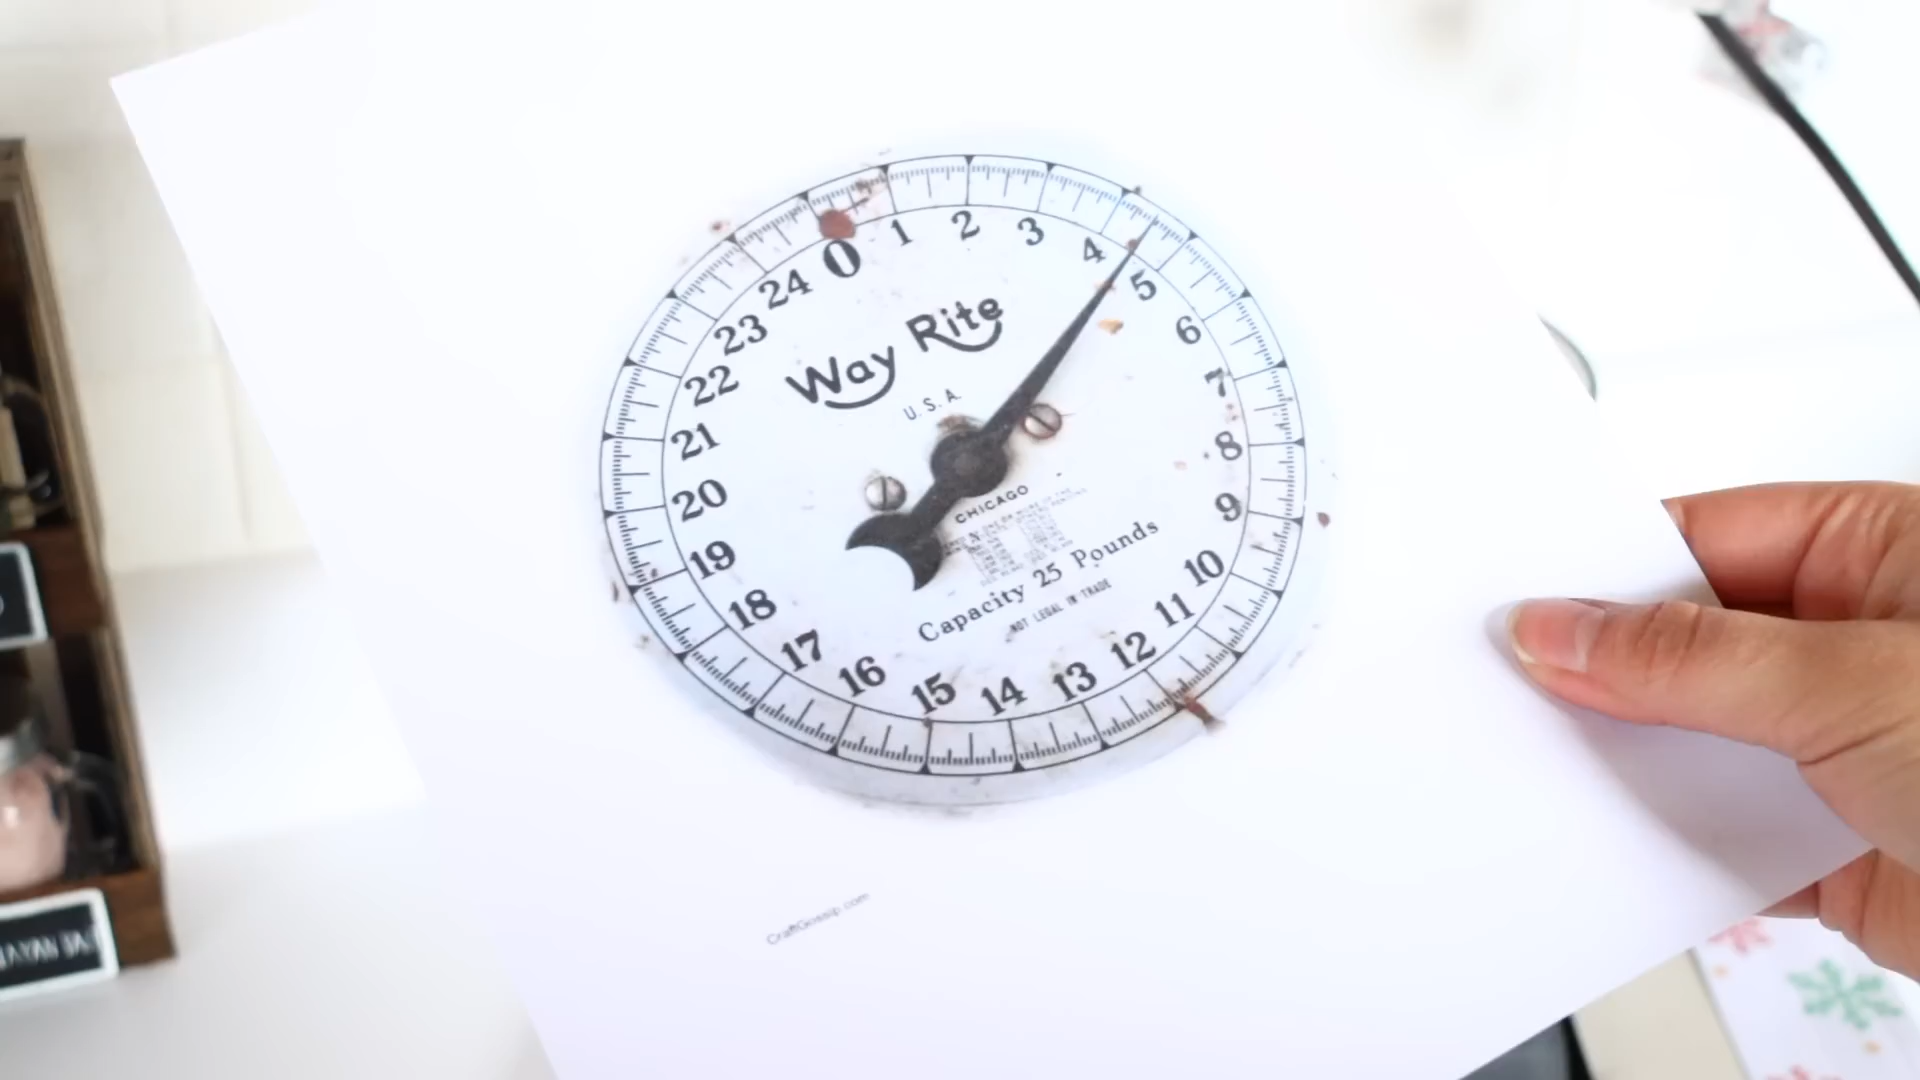 0 1 2 3 4 5 6 7 8 9 10 11 12 13 14 15 16 17 18 19 20 21 22 23 24
Way Rite
U.S.A.
CHICAGO
Capacity 25 Pounds
NOT LEGAL IN TRADE
CraftGossip.com